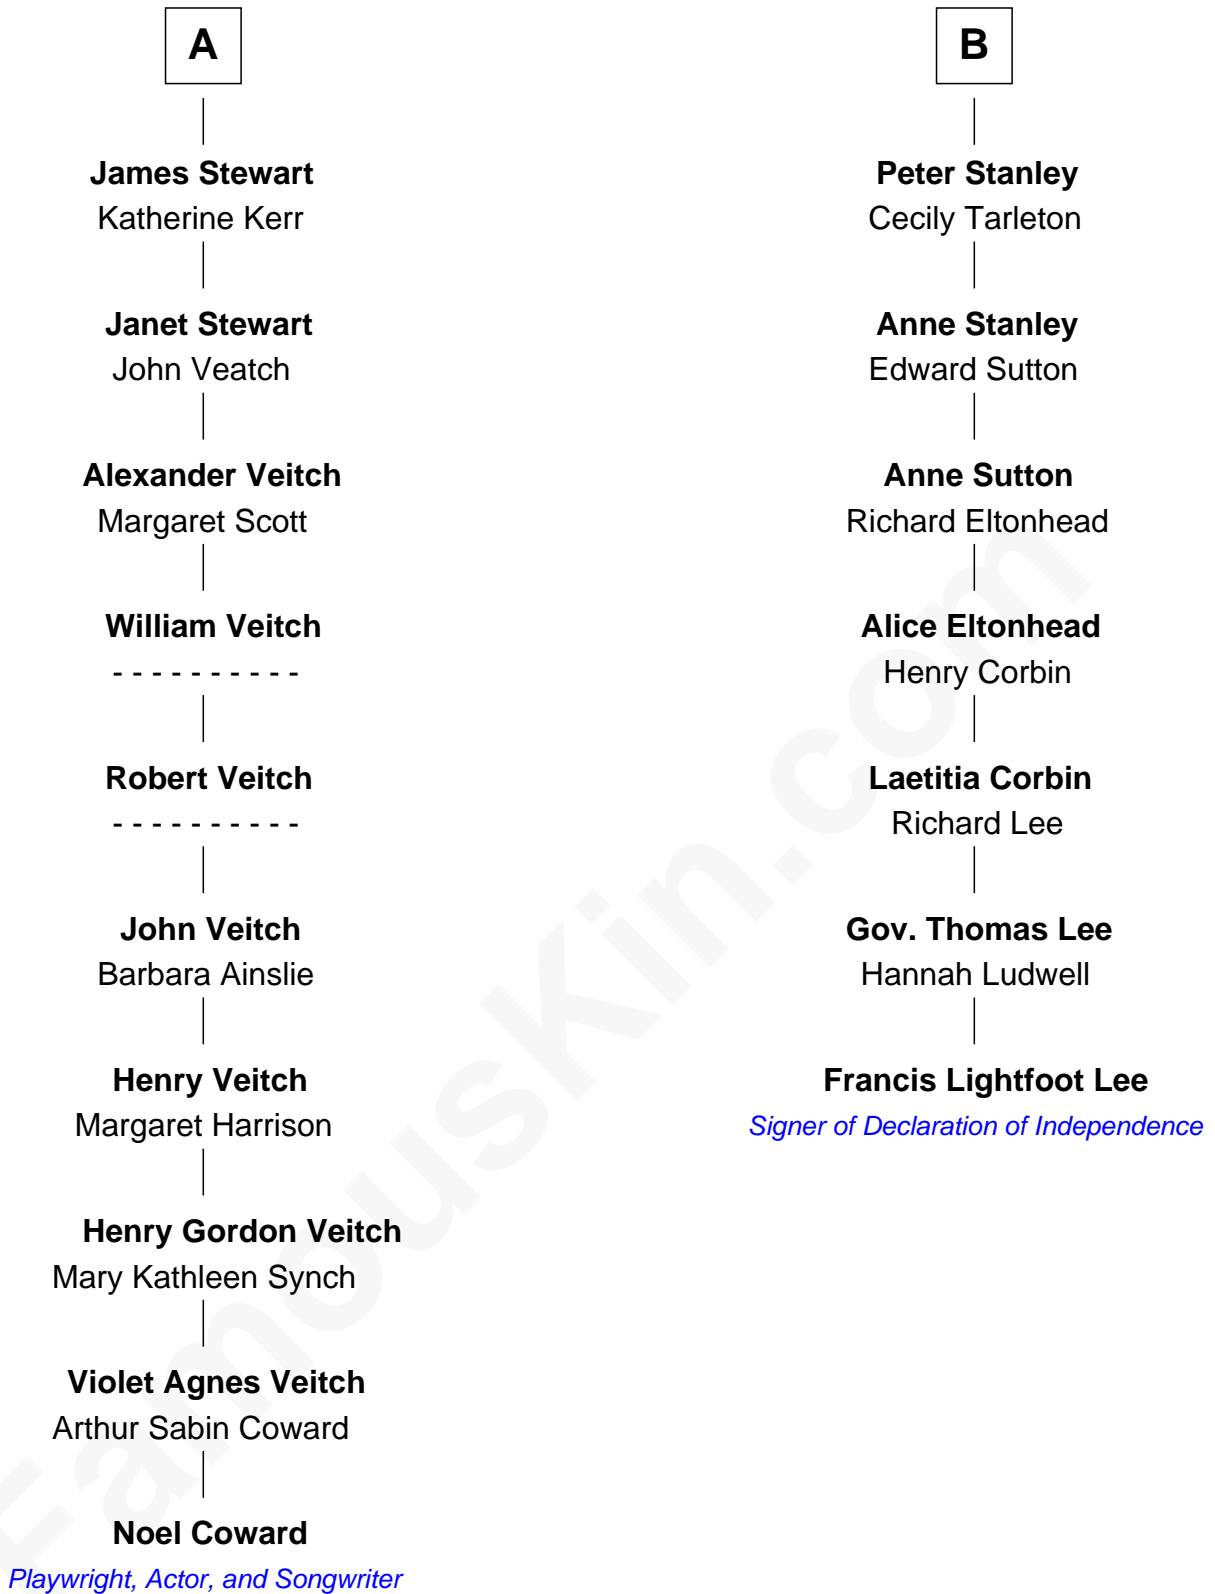 A
James Stewart
Katherine Kerr
Janet Stewart
John Veatch
Alexander Veitch
Margaret Scott
William Veitch
- - - - - - - - - -
Robert Veitch
- - - - - - - - - -
John Veitch
Barbara Ainslie
Henry Veitch
Margaret Harrison
Henry Gordon Veitch
Mary Kathleen Synch
Violet Agnes Veitch
Arthur Sabin Coward
Noel Coward
Playwright, Actor, and Songwriter
B
Peter Stanley
Cecily Tarleton
Anne Stanley
Edward Sutton
Anne Sutton
Richard Eltonhead
Alice Eltonhead
Henry Corbin
Laetitia Corbin
Richard Lee
Gov. Thomas Lee
Hannah Ludwell
Francis Lightfoot Lee
Signer of Declaration of Independence
FamousKin.com